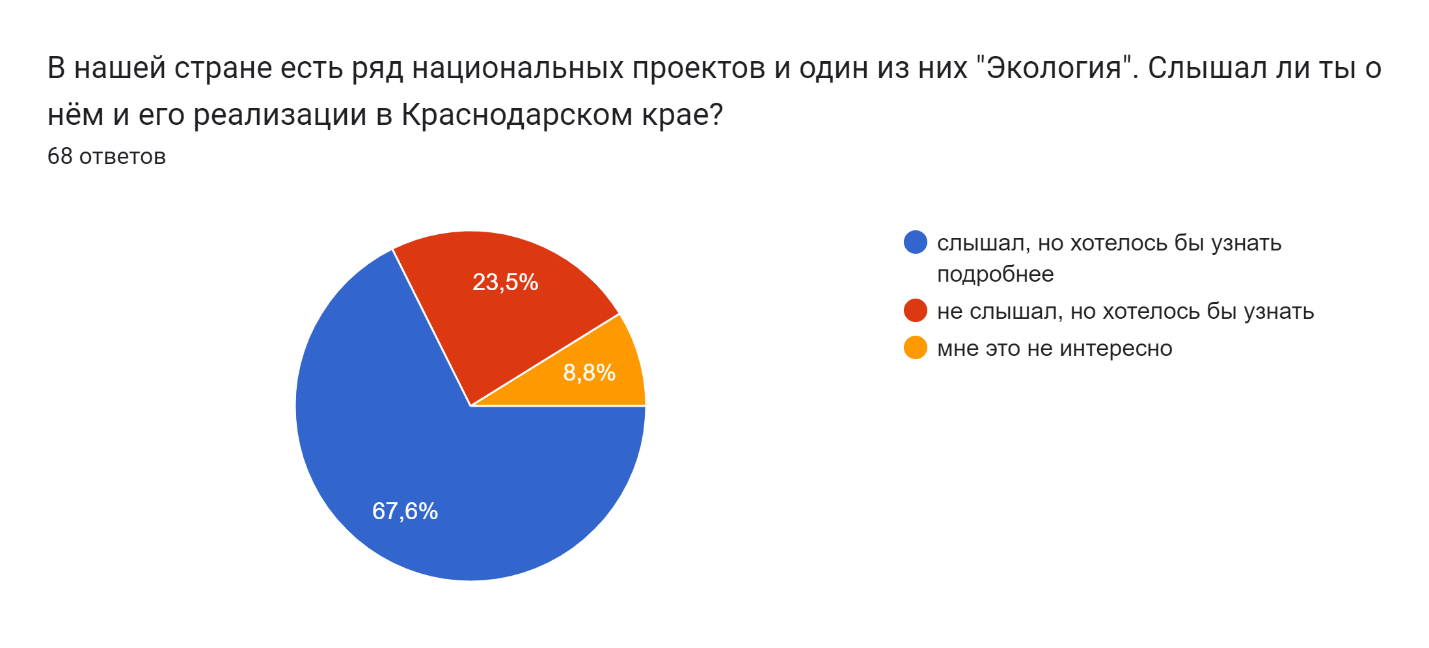 В нашей стране есть ряд национальных проектов и один из них "Экология". Слышал ли ты о
нём и его реализации в Краснодарском крае?
68 ответов
слышал, но хотелось бы узнать
подробнее
не слышал, но хотелось бы узнать
мне это не интересно
23,5%
8,8%
67,6%